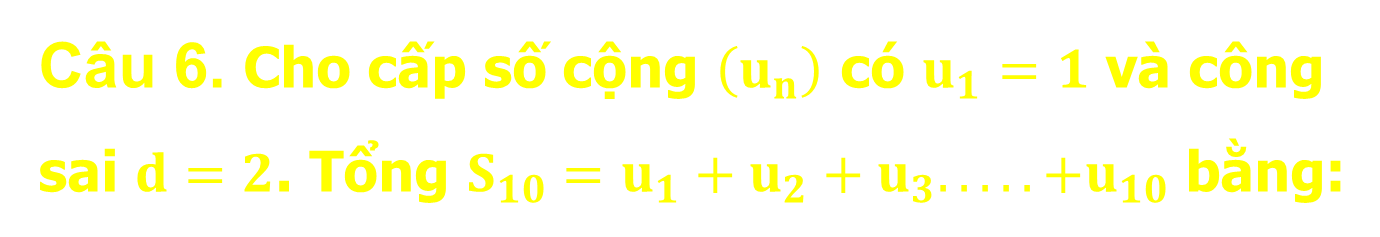 Câu 6. Cho cấp số cộng (uₙ) có u₁ = 1 và công
sai d = 2. Tổng S₁₀ = u₁ + u₂ + u₃..... +u₁₀ bằng: